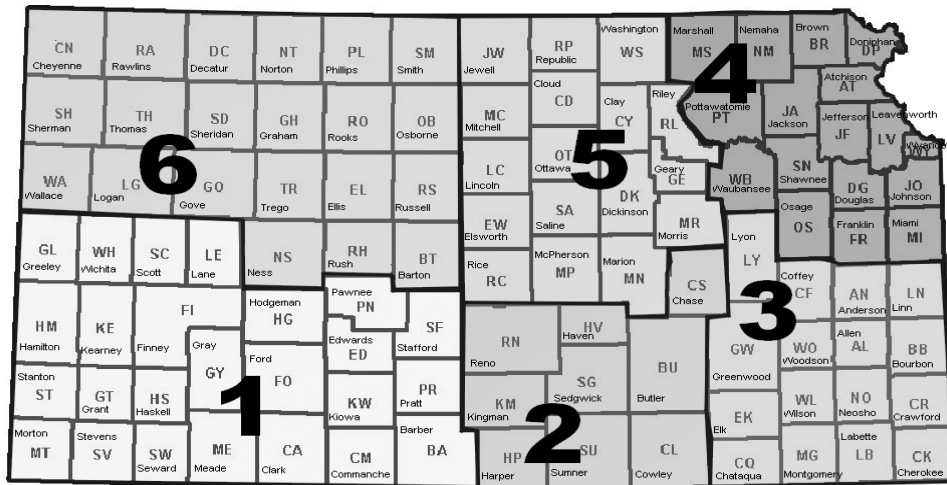 CN
Cheyenne
RA
Rawlins
DC
Decatur
NT
Norton
PL
Phillips
SM
Smith
JW
Jewell
RP
Republic
Washington
WS
Marshall
MS
Nemaha
NM
Brown
BR
Doniphan
DP
SH
Sherman
TH
Thomas
SD
Sheridan
GH
Graham
RO
Rooks
OB
Osborne
MC
Mitchell
Cloud
CD
Clay
CY
Riley
RL
Pottawatomie
PT
4
JA
Jackson
Atchison
AT
Jefferson
JF
Leavenworth
LV
WA
Wallace
LG
Logan
6
GO
Gove
TR
Trego
EL
Ellis
RS
Russell
LC
Lincoln
OT
Ottawa
5
DK
Dickinson
Geary
GE
WB
Waubansee
SN
Shawnee
DG
Douglas
JO
Johnson
GL
Greeley
WH
Wichita
SC
Scott
LE
Lane
NS
Ness
RH
Rush
BT
Barton
EW
Elsworth
SA
Saline
MR
Morris
Osage
OS
Franklin
FR
Miami
MI
Rice
RC
McPherson
MP
Marion
MN
CS
Chase
Lyon
LY
Coffey
CF
AN
Anderson
LN
Linn
HM
Hamilton
KE
Kearney
FI
Finney
Hodgeman
HG
Pawnee
PN
Edwards
ED
SF
Stafford
RN
Reno
HV
Haven
BU
Butler
GW
Greenwood
3
WO
Woodson
Allen
AL
BB
Bourbon
Stanton
ST
GT
Grant
HS
Haskell
Gray
GY
1
Ford
FO
KW
Kiowa
PR
Pratt
KM
Kingman
SG
Sedgwick
EK
Elk
WL
Wilson
NO
Neosho
CR
Crawford
Morton
MT
Stevens
SV
SW
Seward
ME
Meade
CA
Clark
CM
Commanche
Barber
BA
HP
Harper
2
SU
Sumner
CL
Cowley
CQ
Chataqua
MG
Montgomery
Labette
LB
CK
Cherokee